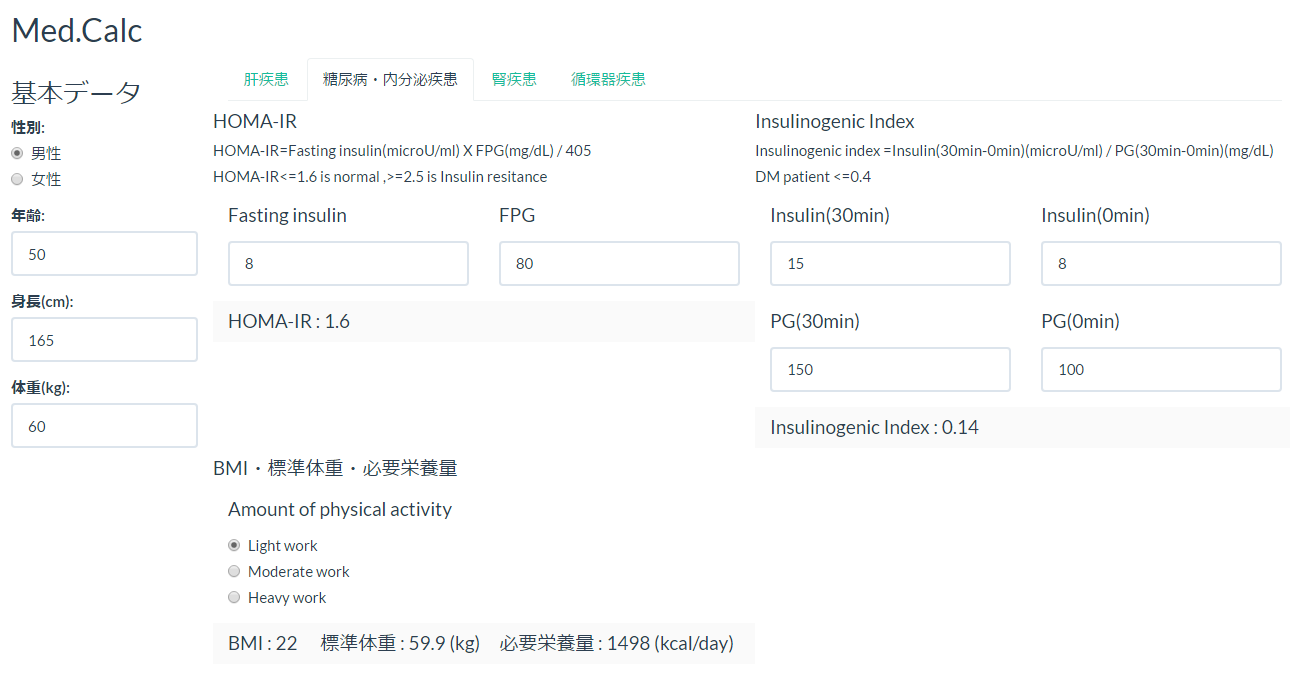 Med.Calc
基本データ
性別:
男性
女性
年齢:
50
身長(cm):
165
体重(kg):
60
肝疾患 糖尿病・内分泌疾患 腎疾患 循環器疾患
HOMA-IR
HOMA-IR=Fasting insulin(microU/ml) X FPG(mg/dL) / 405
HOMA-IR<=1.6 is normal ,>=2.5 is Insulin resitance
Fasting insulin FPG
8 80
HOMA-IR : 1.6
Insulinogenic Index
Insulinogenic index =Insulin(30min-0min)(microU/ml) / PG(30min-0min)(mg/dL)
DM patient <=0.4
Insulin(30min) Insulin(0min)
15 8
PG(30min) PG(0min)
150 100
Insulinogenic Index : 0.14
BMI・標準体重・必要栄養量
Amount of physical activity
Light work
Moderate work
Heavy work
BMI : 22 標準体重 : 59.9 (kg) 必要栄養量 : 1498 (kcal/day)